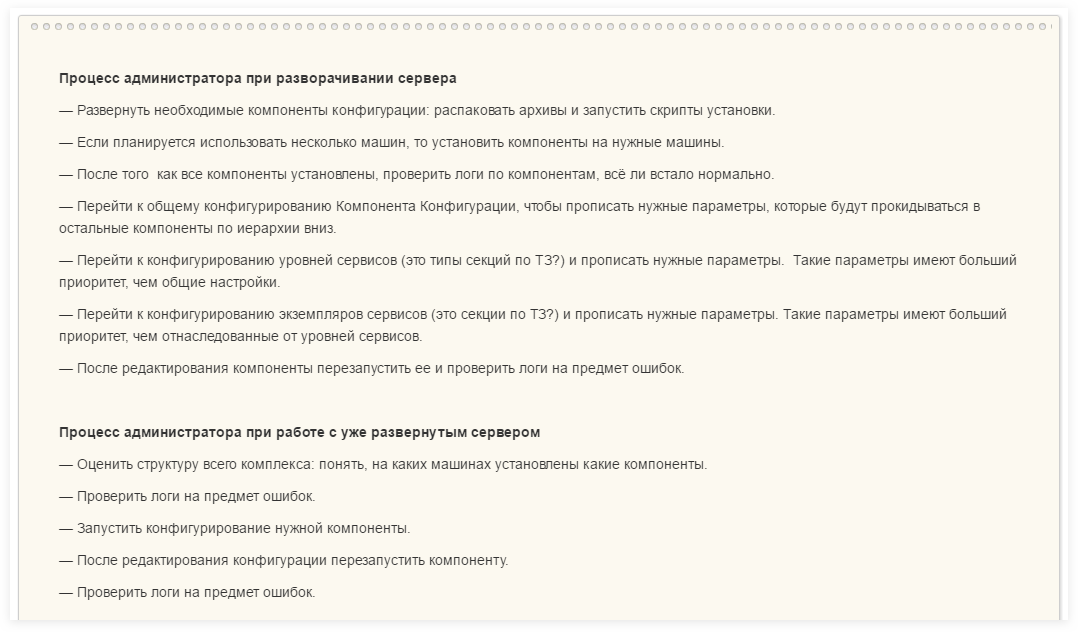 Процесс администратора при разворачивании сервера
— Развернуть необходимые компоненты конфигурации: распаковать архивы и запустить скрипты установки.
— Если планируется использовать несколько машин, то установить компоненты на нужные машины.
— После того  как все компоненты установлены, проверить логи по компонентам, всё ли встало нормально.
— Перейти к общему конфигурированию Компонента Конфигурации, чтобы прописать нужные параметры, которые будут прокидываться в
остальные компоненты по иерархии вниз.
— Перейти к конфигурированию уровней сервисов (это типы секций по ТЗ?) и прописать нужные параметры.  Такие параметры имеют больший
приоритет, чем общие настройки.
— Перейти к конфигурированию экземпляров сервисов (это секции по ТЗ?) и прописать нужные параметры. Такие параметры имеют больший
приоритет, чем отнаследованные от уровней сервисов.
— После редактирования компоненты перезапустить ее и проверить логи на предмет ошибок.
Процесс администратора при работе с уже развернутым сервером
— Оценить структуру всего комплекса: понять, на каких машинах установлены какие компоненты.
— Проверить логи на предмет ошибок.
— Запустить конфигурирование нужной компоненты.
— После редактирования конфигурации перезапустить компоненту.
— Проверить логи на предмет ошибок.